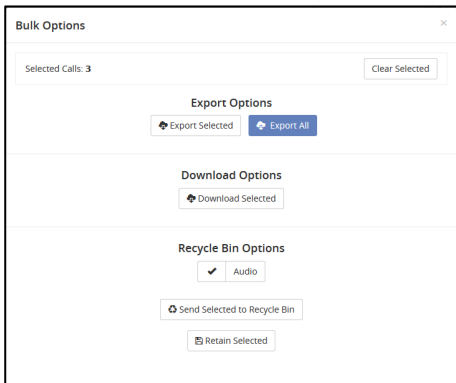 Bulk Options ×
Selected Calls: 3 Clear Selected
Export Options
Export Selected Export All
Download Options
Download Selected
Recycle Bin Options
Audio
Send Selected to Recycle Bin
Retain Selected